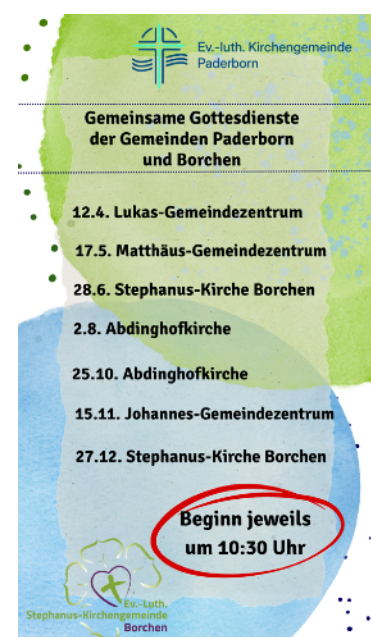 Ev.-luth. Kirchengemeinde
Paderborn
Gemeinsame Gottesdienste
der Gemeinden Paderborn
und Borchen
12.4. Lukas-Gemeindezentrum
17.5. Matthäus-Gemeindezentrum
28.6. Stephanus-Kirche Borchen
2.8. Abdinghofkirche
25.10. Abdinghofkirche
15.11. Johannes-Gemeindezentrum
27.12. Stephanus-Kirche Borchen
Beginn jeweils
um 10:30 Uhr
Ev.-Luth.
Stephanus-Kirchengemeinde
Borchen